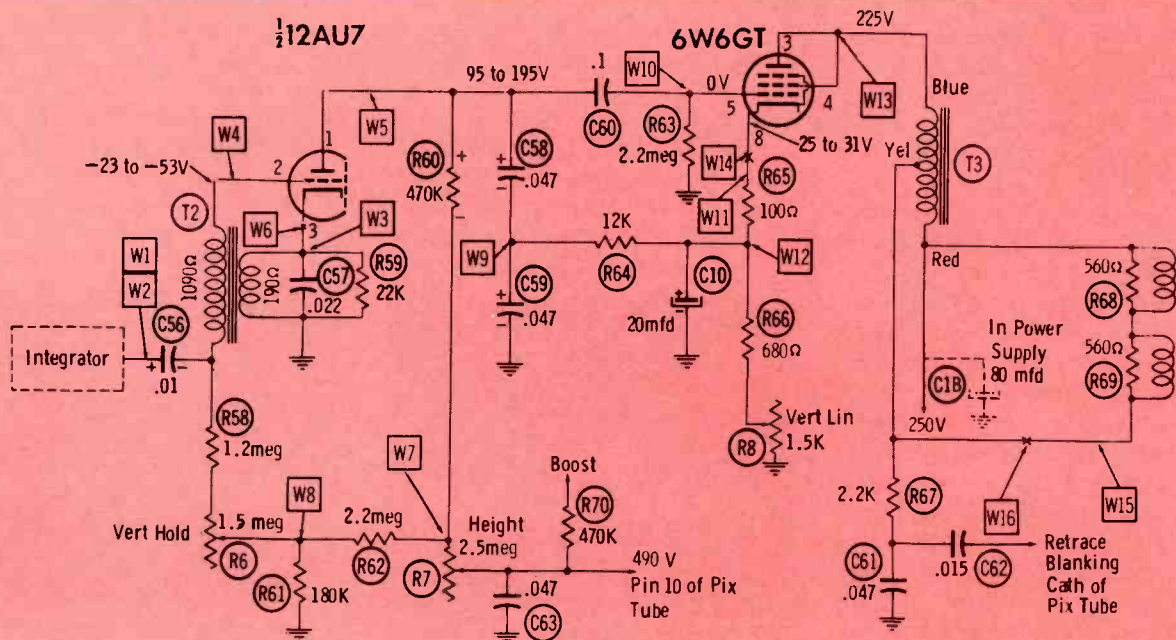 ½12AU7
6W6GT
225V
95 to 195V
W10
.1
0V
3
5
4
8
W13
Blue
W4
W5
1
2
-23 to -53V
C60
R63
2.2meg
25 to 31V
Yel
T3
R60
470K
+
-
C58
+
-
.047
W14
W11
R65
100Ω
T2
W6
3
W3
1090Ω
190Ω
C57
.022
R59
22K
W9
12K
R64
C10
W12
Red
W1
W2
C56
+
-
.01
Integrator
C59
+
-
.047
+
-
20mfd
R66
680Ω
560Ω
R68
In Power
Supply
80 mfd
560Ω
R69
C1B
250V
R58
1.2meg
W7
Boost
R8
Vert Lin
1.5K
Vert Hold
1.5 meg
R6
W8
2.2meg
R62
Height
2.5meg
R7
R70
470K
2.2K
R67
W16
W15
R61
180K
.047
C63
490 V
Pin 10 of Pix
Tube
C61
.047
.015
C62
Retrace
Blanking
Cath of
Pix Tube